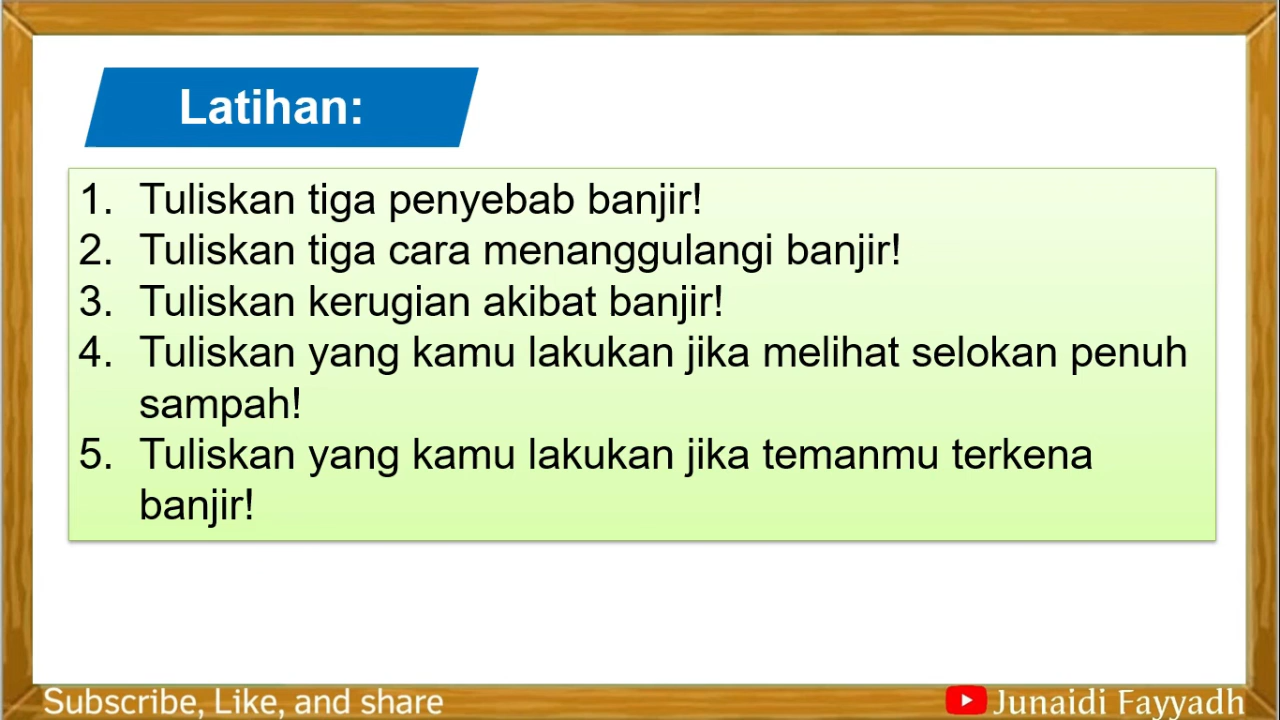 Latihan:
1. Tuliskan tiga penyebab banjir!
2. Tuliskan tiga cara menanggulangi banjir!
3. Tuliskan kerugian akibat banjir!
4. Tuliskan yang kamu lakukan jika melihat selokan penuh
sampah!
5. Tuliskan yang kamu lakukan jika temanmu terkena
banjir!
Subscribe, Like, and share
Junaidi Fayyadh